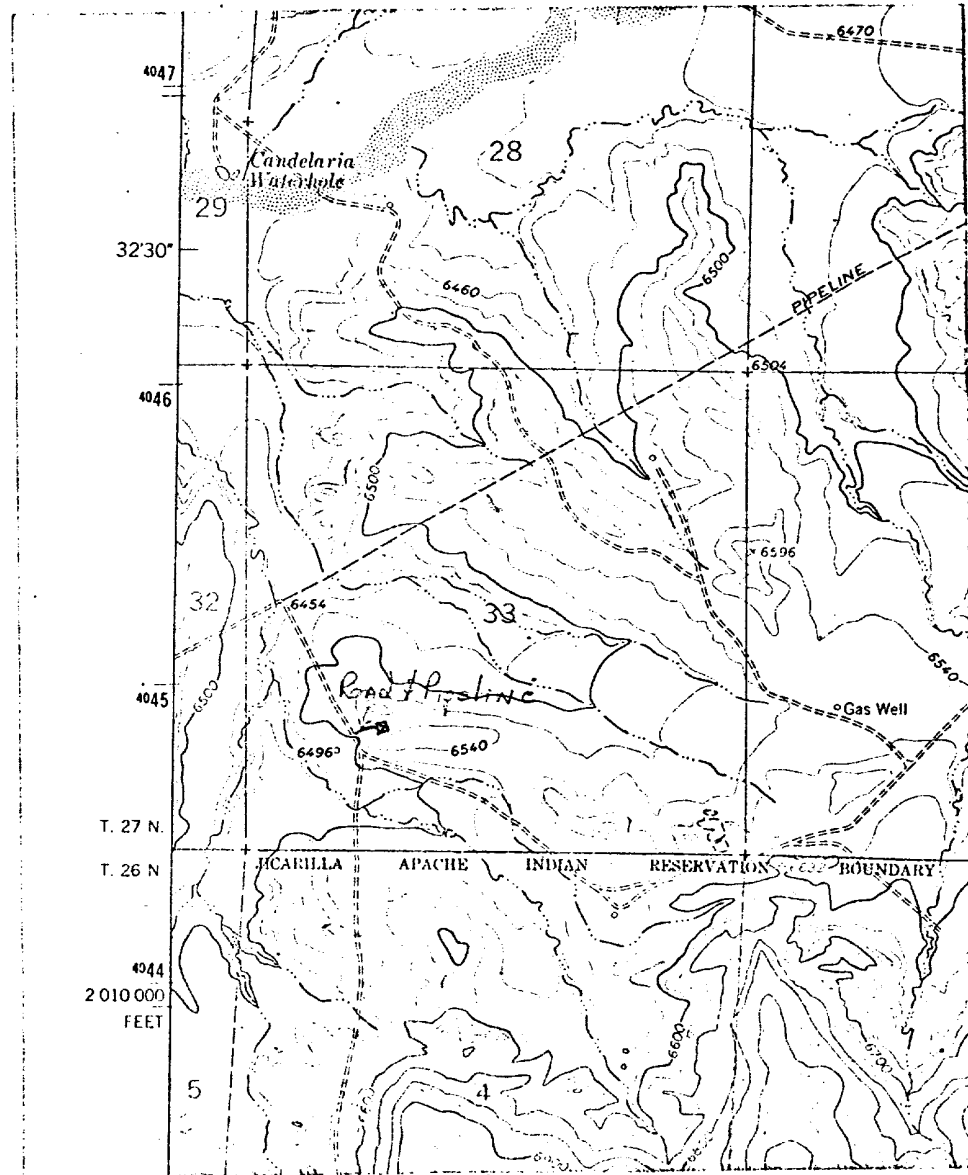 6470
4047
28
Candelaria
Waterhole
29
32'30"
6500
PIPELINE
6460
6504
4046
6500
6596
32
6454
33
6540
4045
6500
Road & Pipeline
Gas Well
6496
6540
T. 27 N.
T. 26 N
JICARILLA APACHE INDIAN RESERVATION BOUNDARY
4044
2 010 000
FEET
6600
6700
5
4